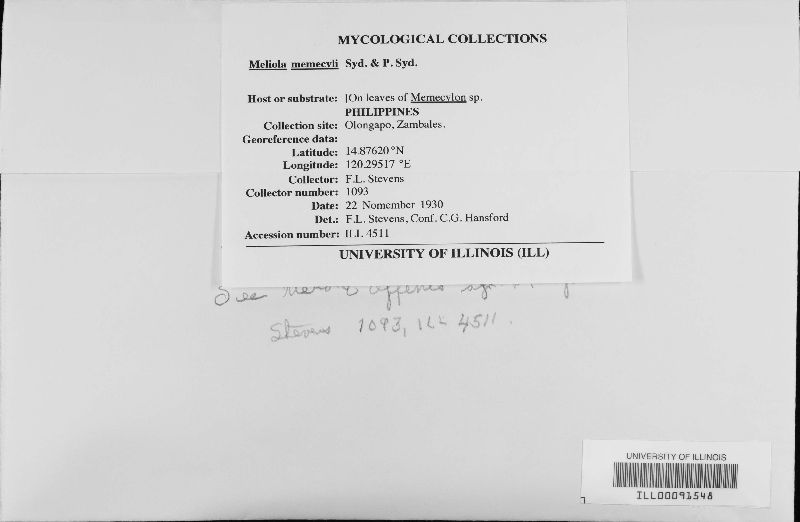 MYCOLOGICAL COLLECTIONS
Meliola memecyli Syd. & P. Syd.
Host or substrate: [On leaves of Memecylon sp.
PHILIPPINES
Collection site: Olongapo, Zambales.
Georeference data:
Latitude: 14.87620 °N
Longitude: 120.29517 °E
Collector: F.L. Stevens
Collector number: 1093
Date: 22 Nomember 1930
Det.: F.L. Stevens, Conf. C.G. Hansford
Accession number: ILL 4511
UNIVERSITY OF ILLINOIS (ILL)
See
Stevens 1093, ILL 4511.
UNIVERSITY OF ILLINOIS
ILL00091548